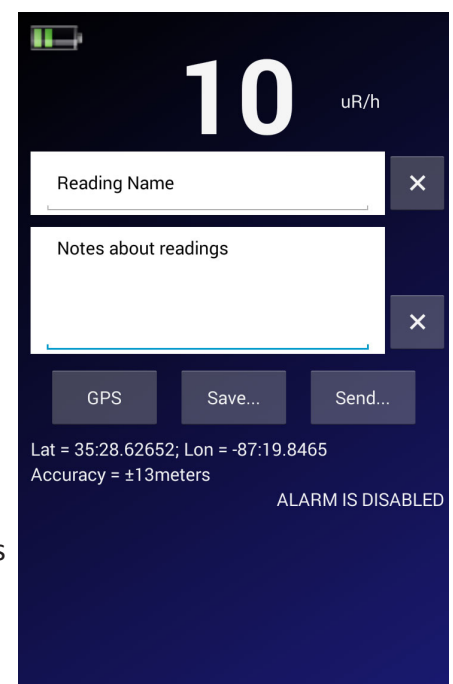 10 uR/h
Reading Name
×
Notes about readings
×
GPS Save... Send...
Lat = 35:28.62652; Lon = -87:19.8465
Accuracy = ±13meters
ALARM IS DISABLED
s